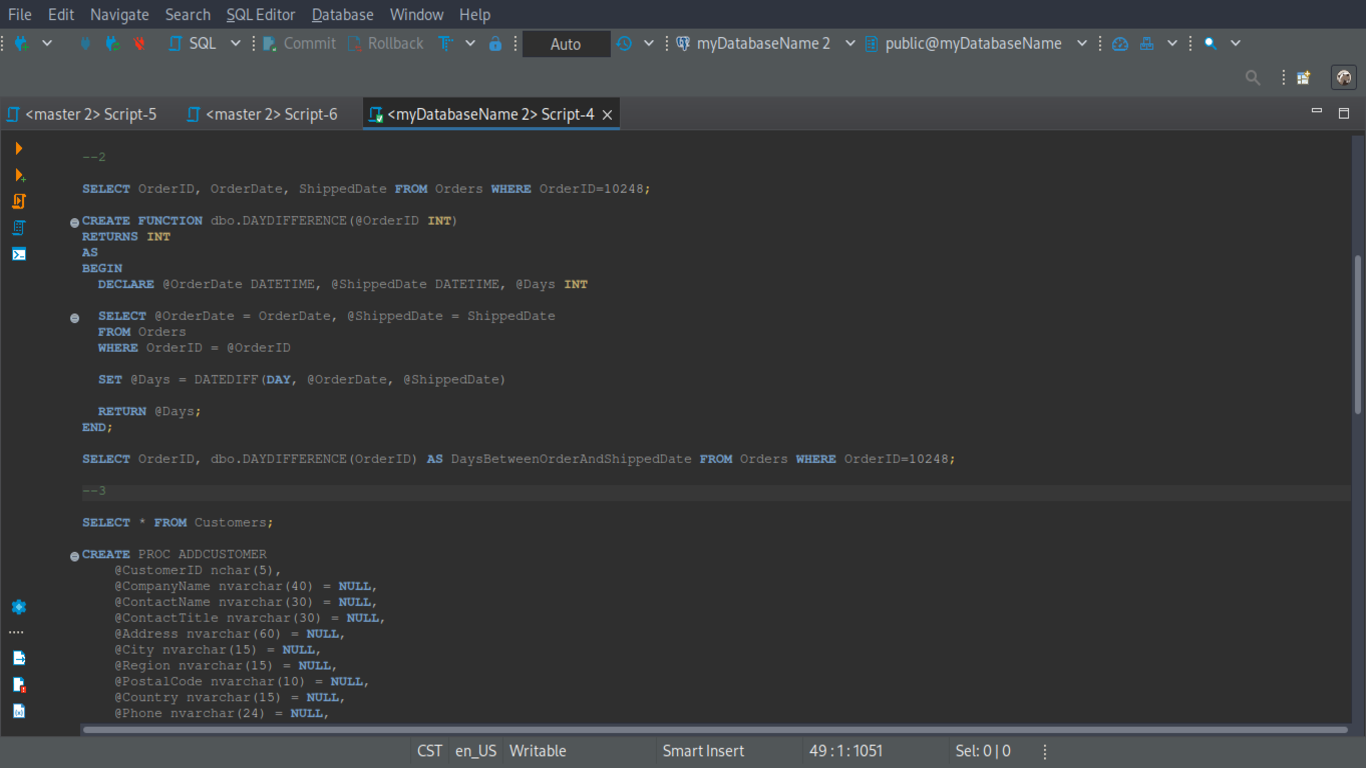 File Edit Navigate Search SQL Editor Database Window Help
SQL Commit Rollback Auto myDatabaseName 2 public@myDatabaseName
<master 2> Script-5 <master 2> Script-6 <myDatabaseName 2> Script-4
--2
SELECT OrderID, OrderDate, ShippedDate FROM Orders WHERE OrderID=10248;
CREATE FUNCTION dbo.DAYDIFFERENCE(@OrderID INT)
RETURNS INT
AS
BEGIN
DECLARE @OrderDate DATETIME, @ShippedDate DATETIME, @Days INT
SELECT @OrderDate = OrderDate, @ShippedDate = ShippedDate
FROM Orders
WHERE OrderID = @OrderID
SET @Days = DATEDIFF(DAY, @OrderDate, @ShippedDate)
RETURN @Days;
END;
SELECT OrderID, dbo.DAYDIFFERENCE(OrderID) AS DaysBetweenOrderAndShippedDate FROM Orders WHERE OrderID=10248;
--3
SELECT * FROM Customers;
CREATE PROC ADDCUSTOMER
@CustomerID nchar(5),
@CompanyName nvarchar(40) = NULL,
@ContactName nvarchar(30) = NULL,
@ContactTitle nvarchar(30) = NULL,
@Address nvarchar(60) = NULL,
@City nvarchar(15) = NULL,
@Region nvarchar(15) = NULL,
@PostalCode nvarchar(10) = NULL,
@Country nvarchar(15) = NULL,
@Phone nvarchar(24) = NULL,
CST en_US Writable Smart Insert 49 : 1 : 1051 Sel: 0 | 0